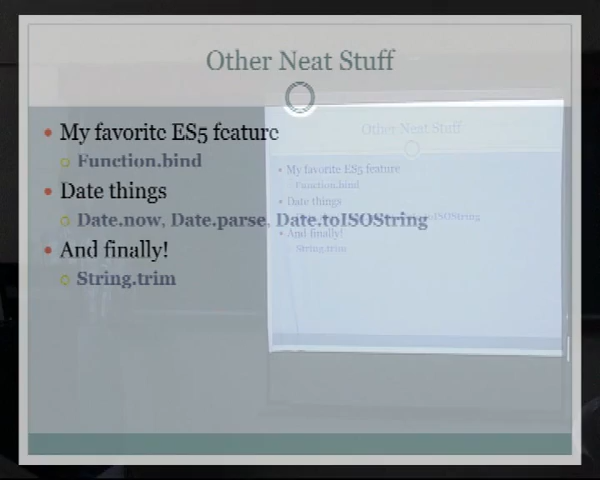 Other Neat Stuff
My favorite ES5 feature
Function.bind
Date things
Date.now, Date.parse, Date.toISOString
And finally!
String.trim
Other Neat Stuff
My favorite ES5 feature
Function.bind
Date things
toISOString
And finally!
String.trim